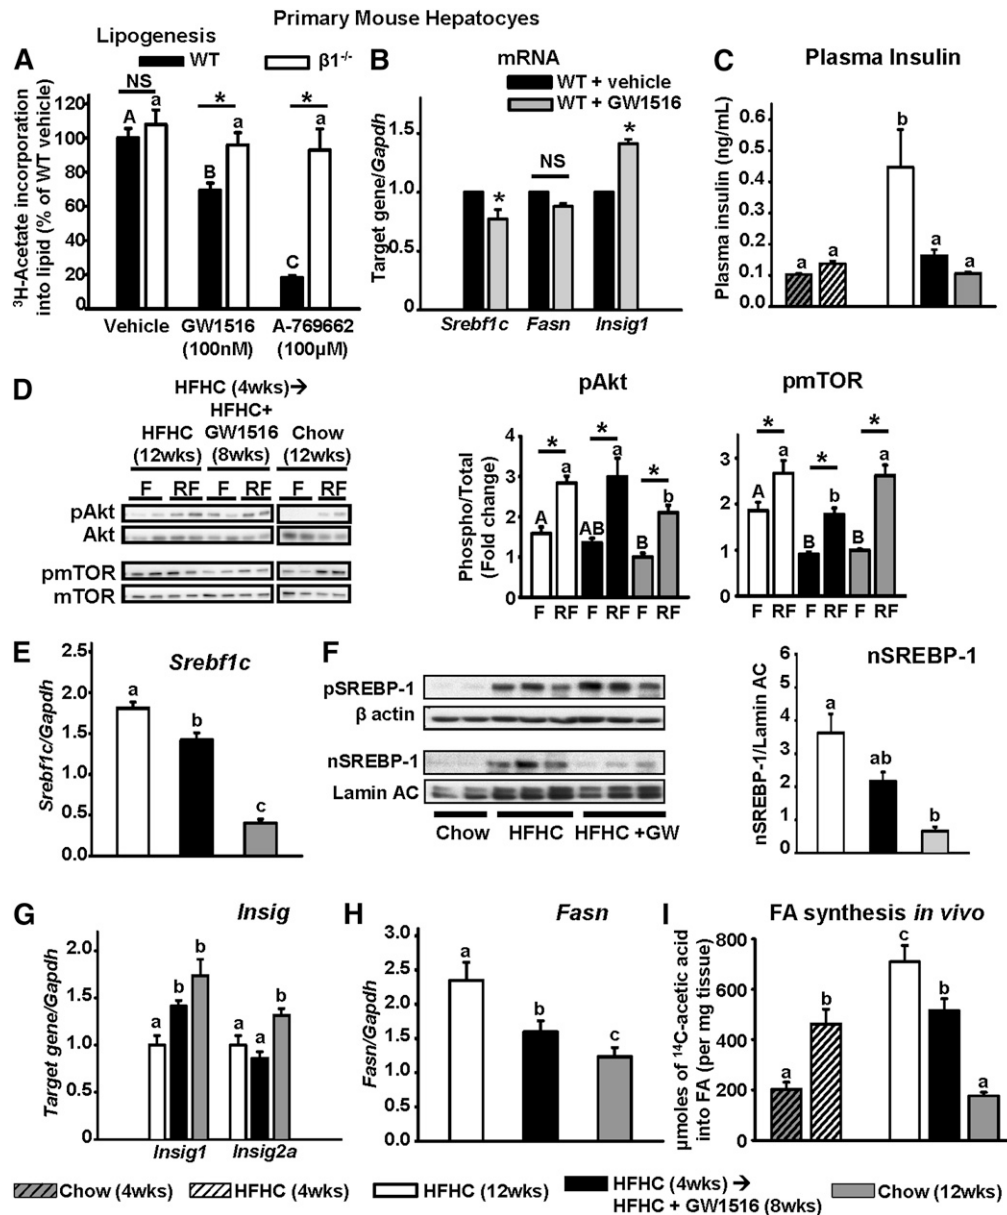 Primary Mouse Hepatocyes
A
Lipogenesis
WT
β1-/-
³H-Acetate incorporation
into lipid (% of WT vehicle)
120
100
80
60
40
20
0
NS
*
*
A
a
B
a
C
a
Vehicle
GW1516
(100nM)
A-769662
(100µM)
B
mRNA
WT + vehicle
WT + GW1516
Target gene/Gapdh
1.5
1.0
0.5
0
*
NS
*
Srebf1c
Fasn
Insig1
C
Plasma Insulin
Plasma insulin (ng/mL)
0.6
0.5
0.4
0.3
0.2
0.1
0.0
a
a
b
a
a
D
HFHC (4wks)→
HFHC+
HFHC GW1516 Chow
(12wks) (8wks) (12wks)
F RF F RF F RF
pAkt
Akt
pmTOR
mTOR
pAkt
Phospho/Total
(Fold change)
4
3
2
1
0
*
*
*
A
a
AB
a
B
b
F RF F RF F RF
pmTOR
3
2
1
0
*
*
*
A
a
B
b
B
a
F RF F RF F RF
E
Srebf1c
Srebf1c/Gapdh
2.5
2.0
1.5
1.0
0.5
0.0
a
b
c
F
pSREBP-1
β actin
nSREBP-1
Lamin AC
Chow HFHC HFHC +GW
nSREBP-1
nSREBP-1/Lamin AC
6
5
4
3
2
1
0
a
ab
b
G
Insig
Target gene/Gapdh
2.0
1.5
1.0
0.5
0
a
b
b
a
a
b
Insig1
Insig2a
H
Fasn
Fasn/Gapdh
3.0
2.5
2.0
1.5
1.0
0.5
0.0
a
b
c
I
FA synthesis in vivo
µmoles of ¹⁴C-acetic acid
into FA (per mg tissue)
800
600
400
200
0
a
b
c
b
a
Chow (4wks)
HFHC (4wks)
HFHC (12wks)
HFHC (4wks) →
HFHC + GW1516 (8wks)
Chow (12wks)